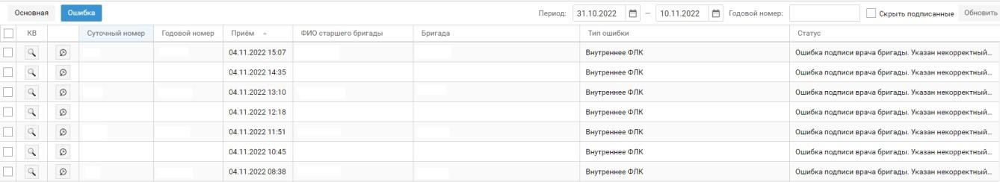 Основная Ошибка Период: 31.10.2022 – 10.11.2022 Годовой номер: Скрыть подписанные Обновить
КВ Суточный номер Годовой номер Приём ФИО старшего бригады Бригада Тип ошибки Статус
04.11.2022 15:07 Внутреннее ФЛК Ошибка подписи врача бригады. Указан некорректный...
04.11.2022 14:35 Внутреннее ФЛК Ошибка подписи врача бригады. Указан некорректный...
04.11.2022 13:10 Внутреннее ФЛК Ошибка подписи врача бригады. Указан некорректный...
04.11.2022 12:18 Внутреннее ФЛК Ошибка подписи врача бригады. Указан некорректный...
04.11.2022 11:51 Внутреннее ФЛК Ошибка подписи врача бригады. Указан некорректный...
04.11.2022 10:45 Внутреннее ФЛК Ошибка подписи врача бригады. Указан некорректный...
04.11.2022 08:38 Внутреннее ФЛК Ошибка подписи врача бригады. Указан некорректный...